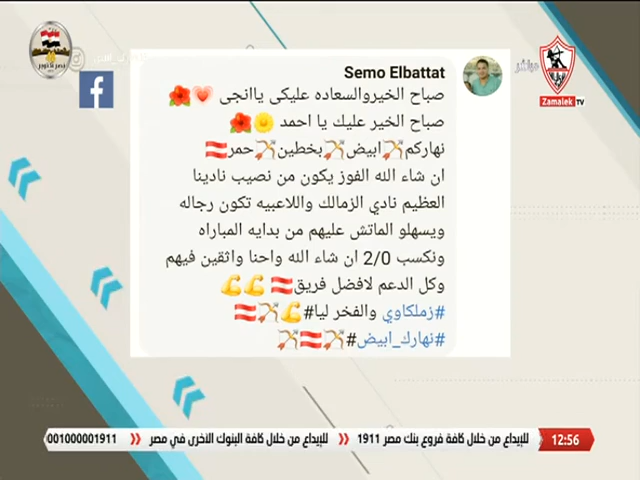 مباشر
Zamalek TV
Semo Elbattat
صباح الخيروالسعاده عليكى ياانجى 🌺💗
صباح الخير عليك يا احمد 🌼🌺
نهاركم🏹ابيض🏹بخطين🏹حمر🇦🇹
ان شاء الله الفوز يكون من نصيب نادينا
العظيم نادي الزمالك واللاعبيه تكون رجاله
ويسهلو الماتش عليهم من بدايه المباراه
ونكسب 2/0 ان شاء الله واحنا واثقين فيهم
وكل الدعم لافضل فريق🇦🇹💪💪
#زملكاوي والفخر ليا#💪🏹🇦🇹
#نهارك_ابيض#🏹🇦🇹🏹
12:56
للإيداع من خلال كافة فروع بنك مصر 1911 » للإيداع من خلال كافة البنوك الأخرى في مصر » 001000001911